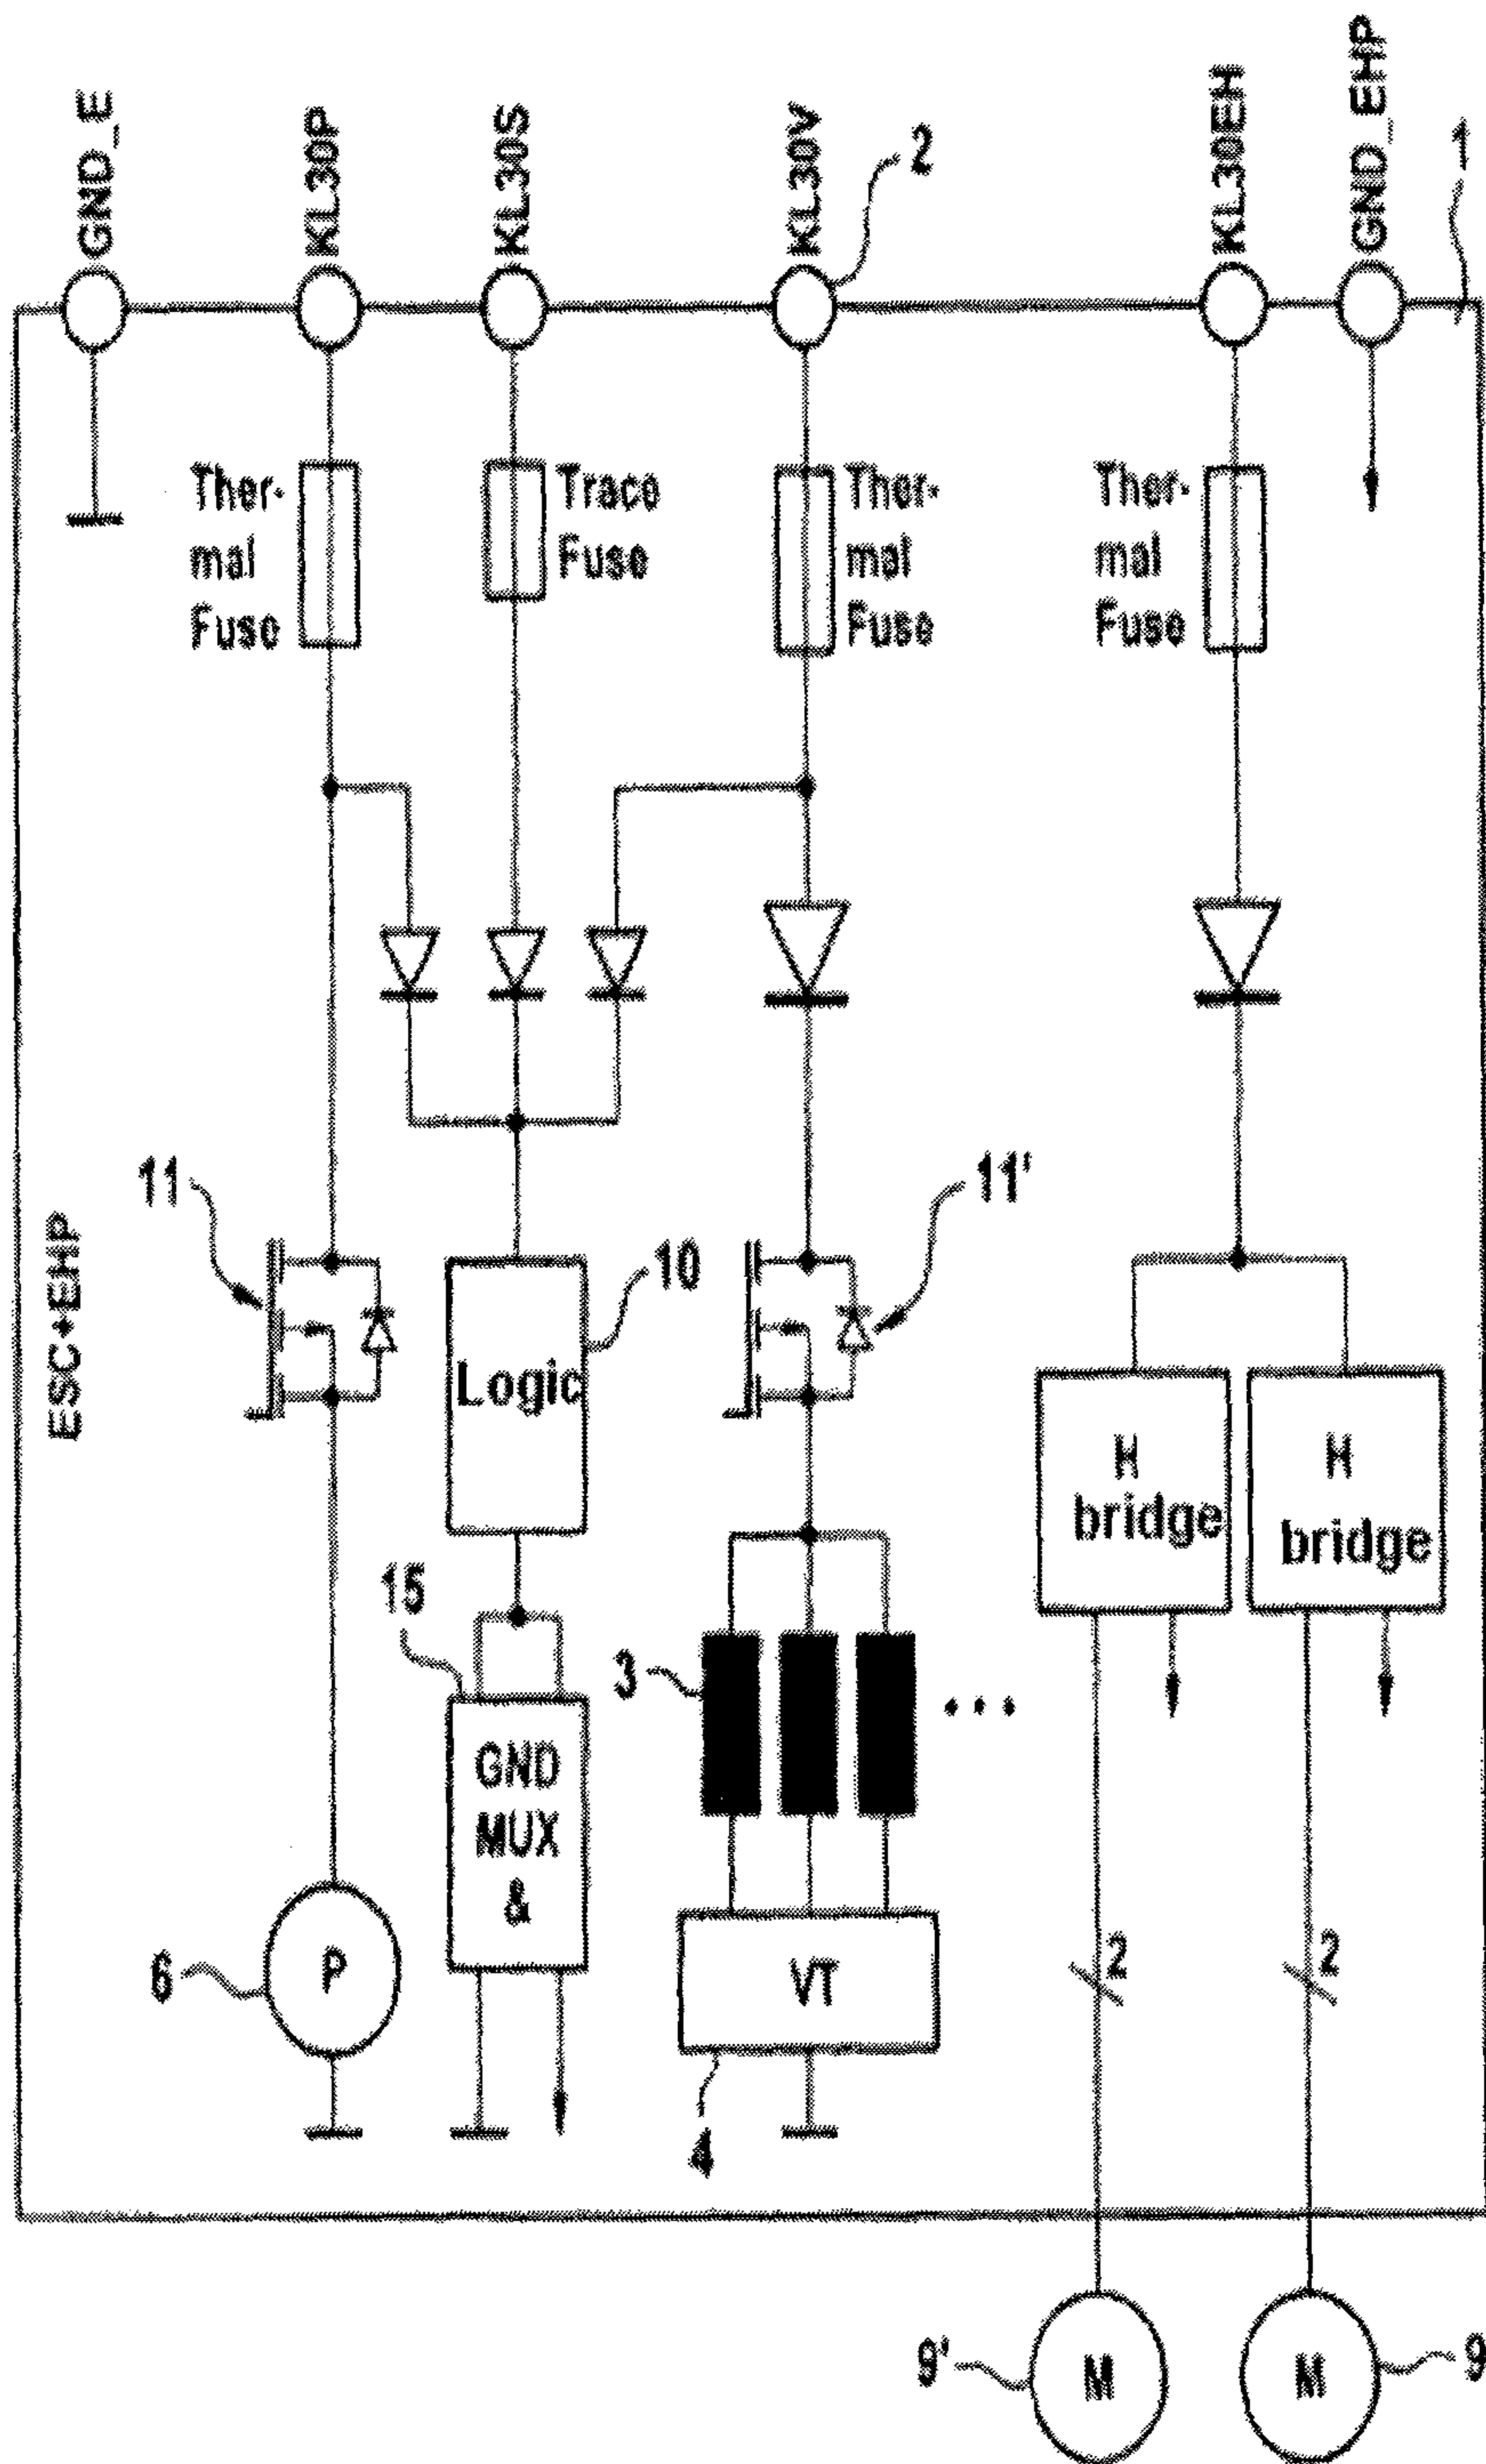 GND_E
KL30P
KL30S
KL30V
2
KL30EH
GND_EHP
1
Ther-
mal
Fuse
Trace
Fuse
Ther-
mal
Fuse
Ther-
mal
Fuse
ESC+EHP
11
Logic
10
11'
H
bridge
H
bridge
15
GND
MUX
&
3
...
6
P
VT
4
2
2
9'
M
M
9